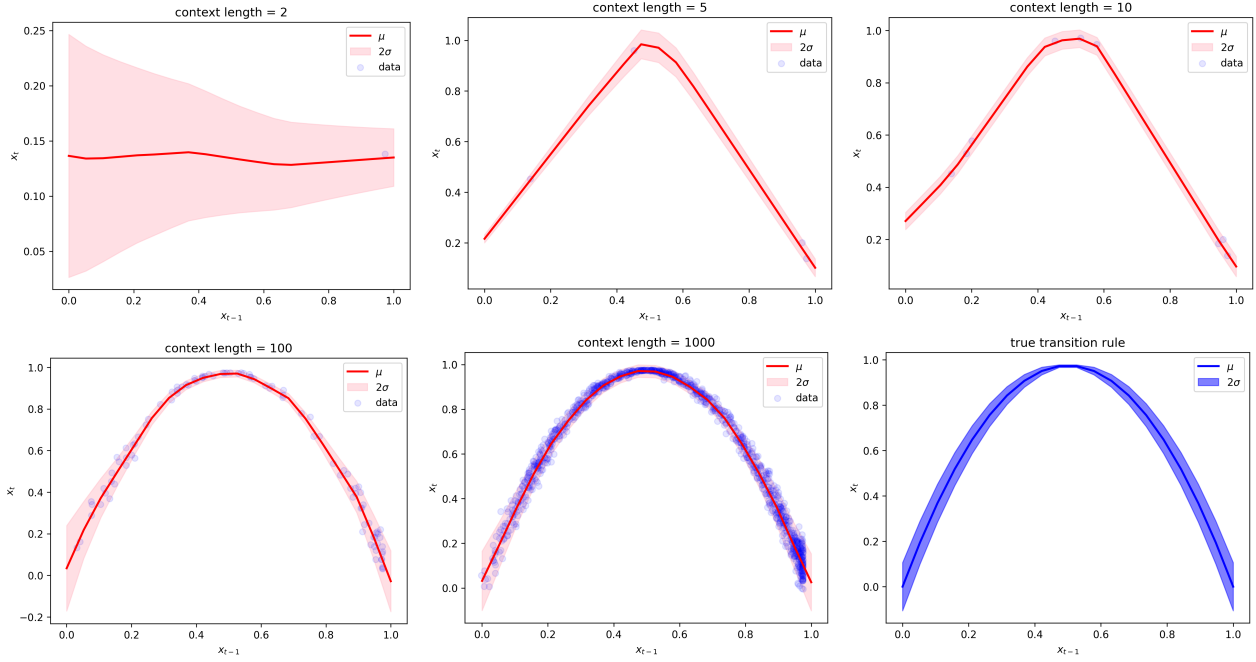 context length = 2
μ
2σ
data
0.25
0.20
0.15
0.10
0.05
x_t
0.0 0.2 0.4 0.6 0.8 1.0
x_{t−1}
context length = 5
μ
2σ
data
1.0
0.8
0.6
0.4
0.2
x_t
0.0 0.2 0.4 0.6 0.8 1.0
x_{t−1}
context length = 10
μ
2σ
data
1.0
0.8
0.6
0.4
0.2
x_t
0.0 0.2 0.4 0.6 0.8 1.0
x_{t−1}
context length = 100
μ
2σ
data
1.0
0.8
0.6
0.4
0.2
0.0
−0.2
x_t
0.0 0.2 0.4 0.6 0.8 1.0
x_{t−1}
context length = 1000
μ
2σ
data
1.0
0.8
0.6
0.4
0.2
0.0
x_t
0.0 0.2 0.4 0.6 0.8 1.0
x_{t−1}
true transition rule
μ
2σ
1.0
0.8
0.6
0.4
0.2
0.0
x_t
0.0 0.2 0.4 0.6 0.8 1.0
x_{t−1}